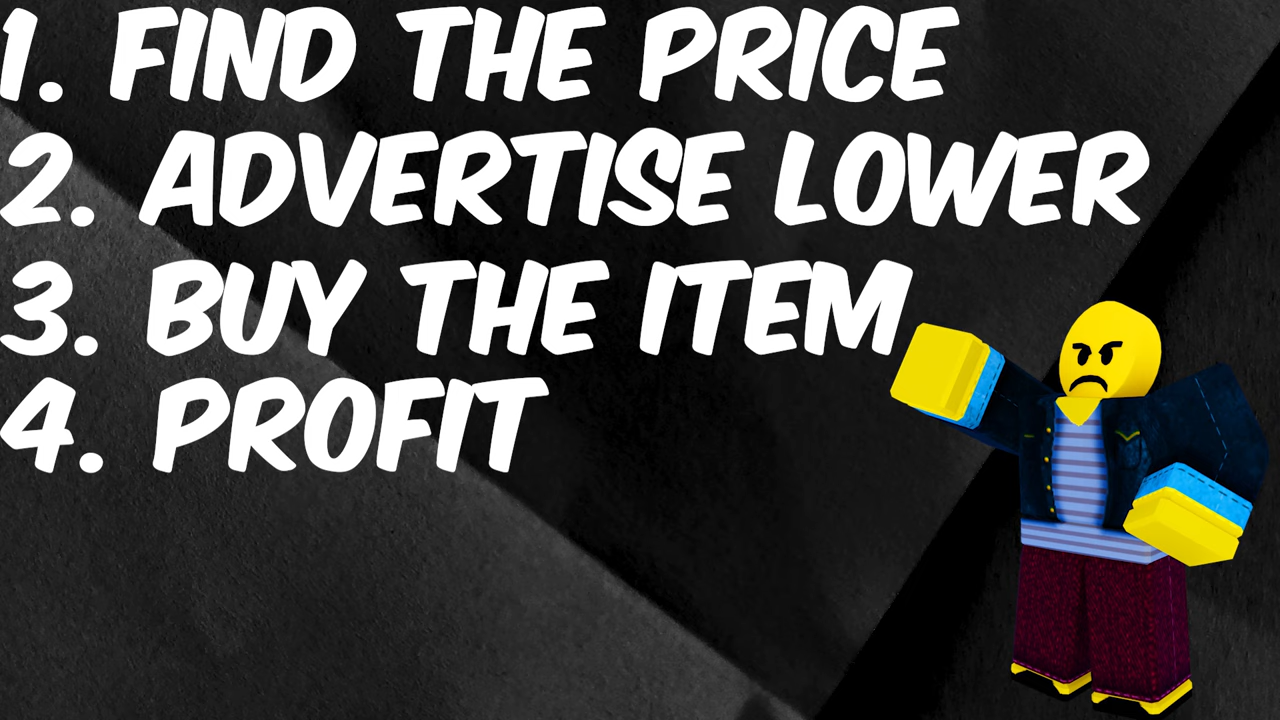 1. FIND THE PRICE
2. ADVERTISE LOWER
3. BUY THE ITEM
4. PROFIT